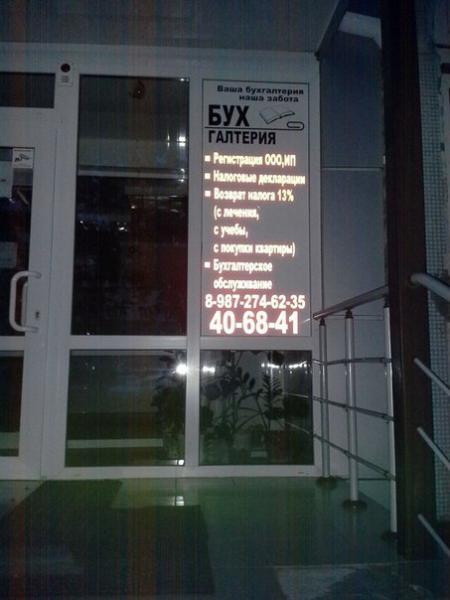 Ваша бухгалтерия
наша забота
БУХ
ГАЛТЕРИЯ
Регистрация ООО,ИП
Налоговые декларации
Возврат налога 13%
(с лечения,
с учебы,
с покупки квартиры)
Бухгалтерское
обслуживание
8-987-274-62-35
40-68-41